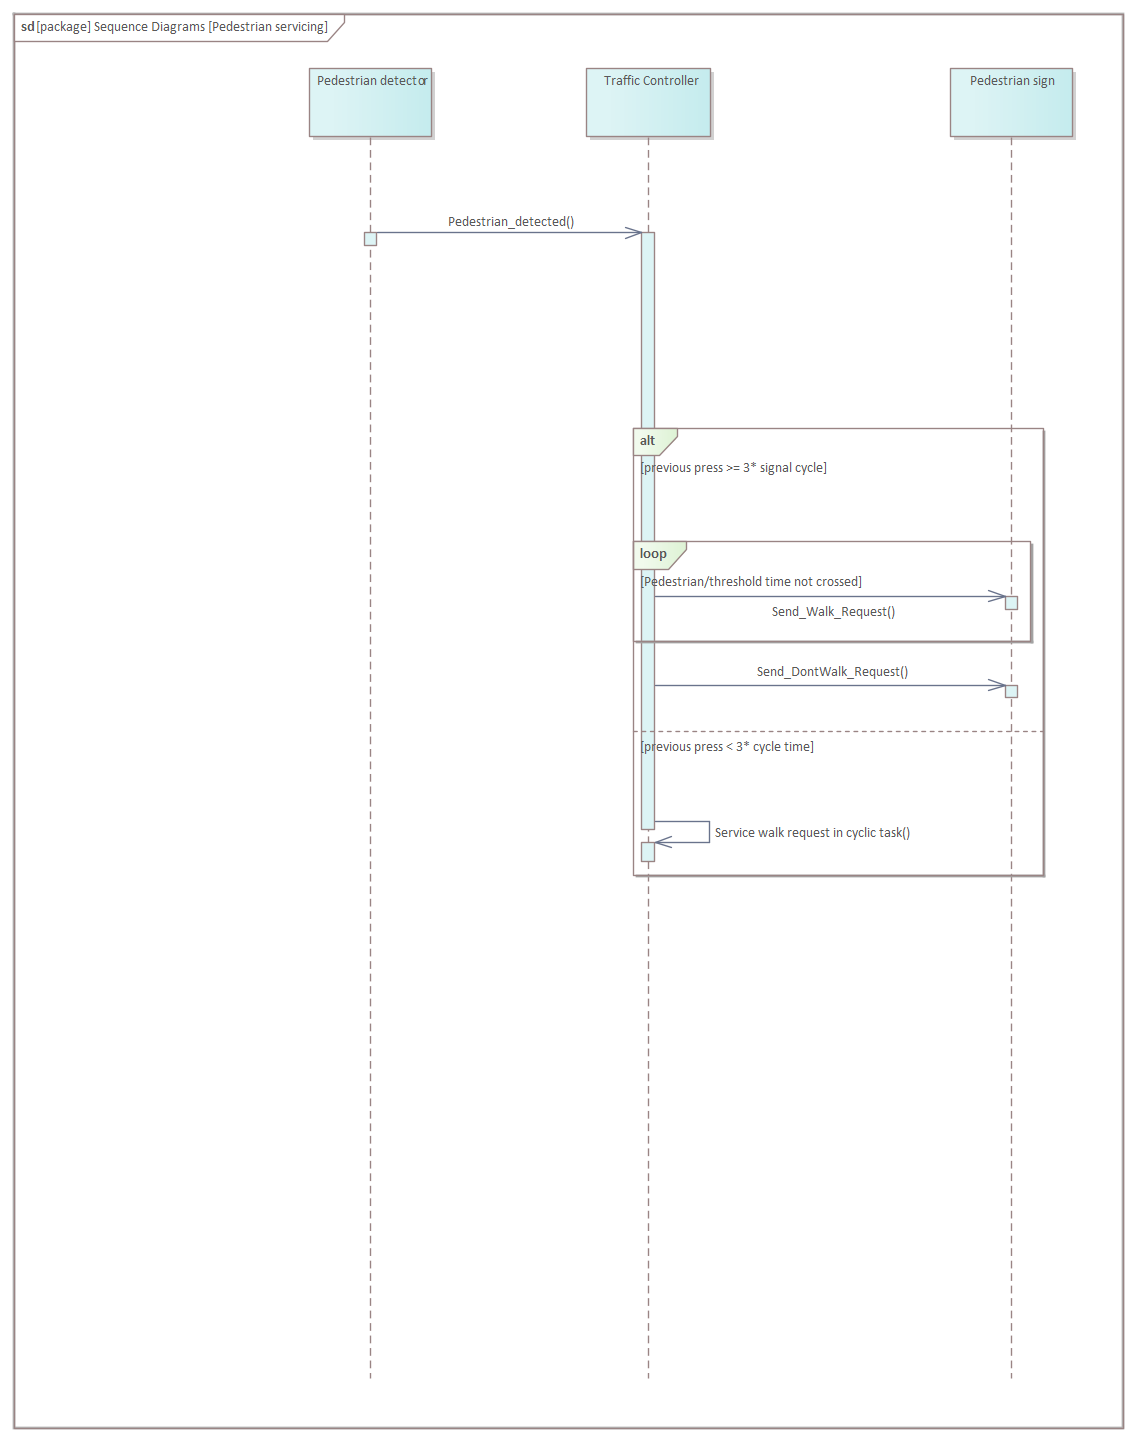 sd [package] Sequence Diagrams [Pedestrian servicing]
Pedestrian detector
Traffic Controller
Pedestrian sign
Pedestrian_detected()
alt
[previous press >= 3* signal cycle]
loop
[Pedestrian/threshold time not crossed]
Send_Walk_Request()
Send_DontWalk_Request()
[previous press < 3* cycle time]
Service walk request in cyclic task()